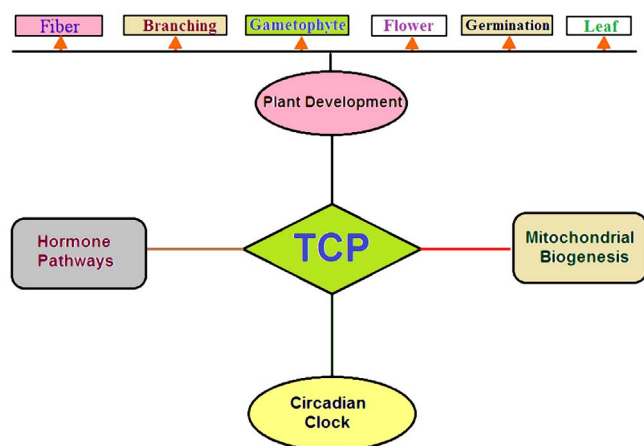 Fiber
Branching
Gametophyte
Flower
Germination
Leaf
Plant Development
Hormone
Pathways
TCP
Mitochondrial
Biogenesis
Circadian
Clock